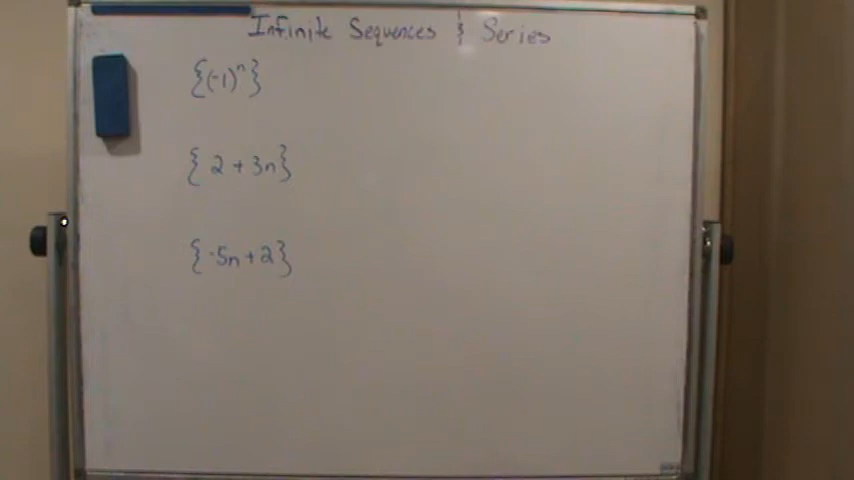 Infinite Sequences & Series
{(-1)ⁿ}
{2 + 3n}
{-5n + 2}